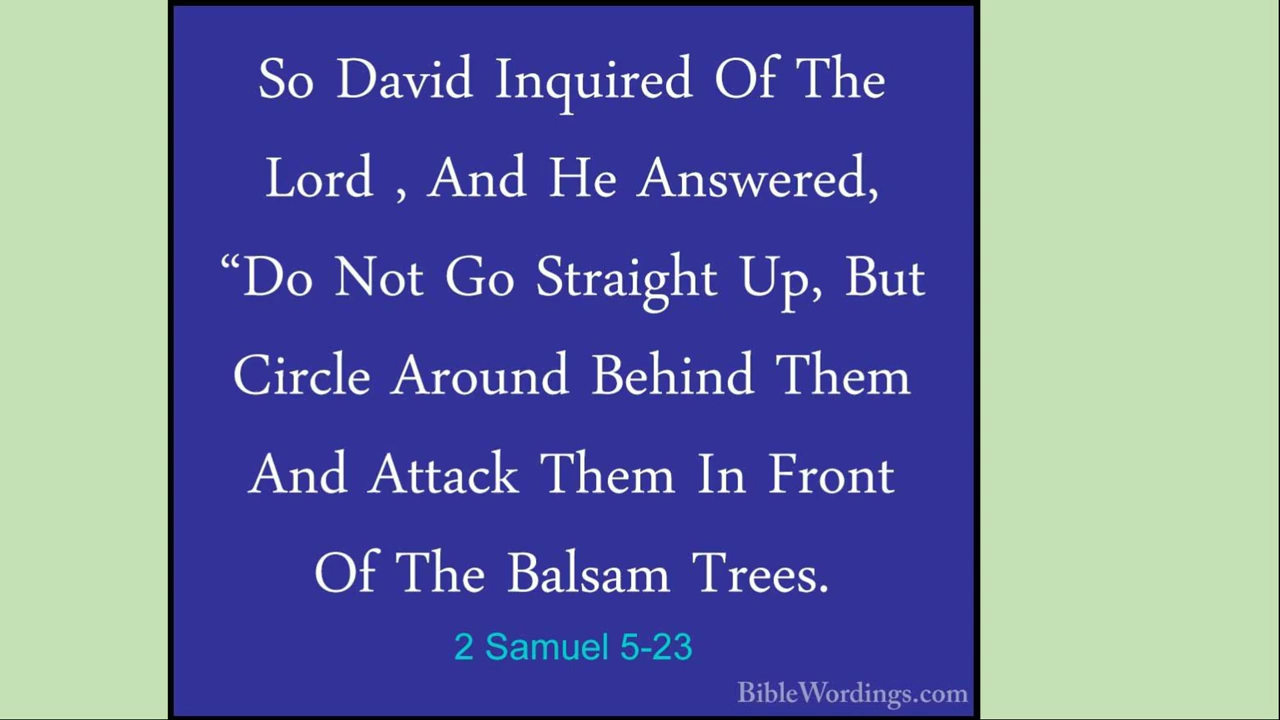 So David Inquired Of The
Lord , And He Answered,
“Do Not Go Straight Up, But
Circle Around Behind Them
And Attack Them In Front
Of The Balsam Trees.
2 Samuel 5-23
BibleWordings.com